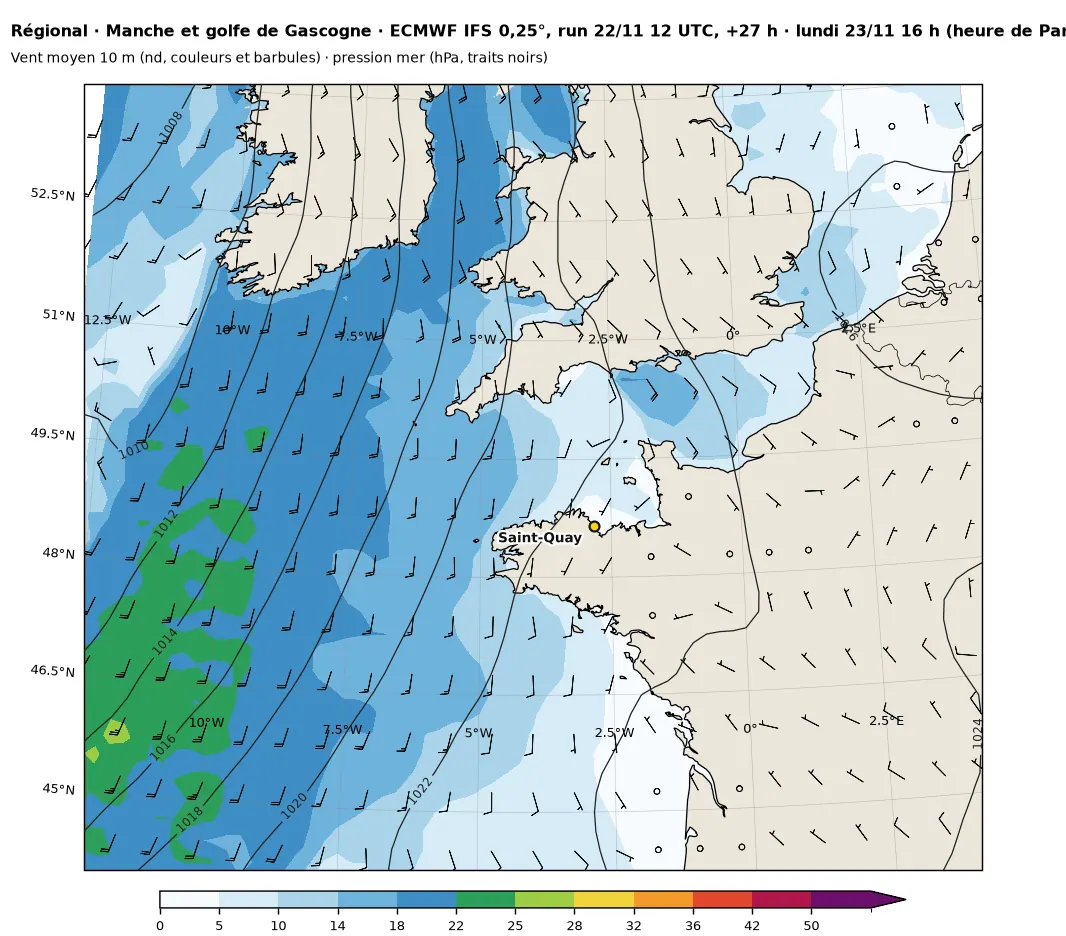 Régional · Manche et golfe de Gascogne · ECMWF IFS 0,25°, run 22/11 12 UTC, +27 h · lundi 23/11 16 h (heure de Par
Vent moyen 10 m (nd, couleurs et barbules) · pression mer (hPa, traits noirs)
1008
52.5°N
51°N
12.5°W
10°W
7.5°W
5°W
2.5°W
0°
2.5°E
49.5°N
1010
1012
Saint-Quay
48°N
1014
46.5°N
10°W
7.5°W
5°W
2.5°W
0°
2.5°E
1024
1016
45°N
1018
1020
1022
0 5 10 14 18 22 25 28 32 36 42 50